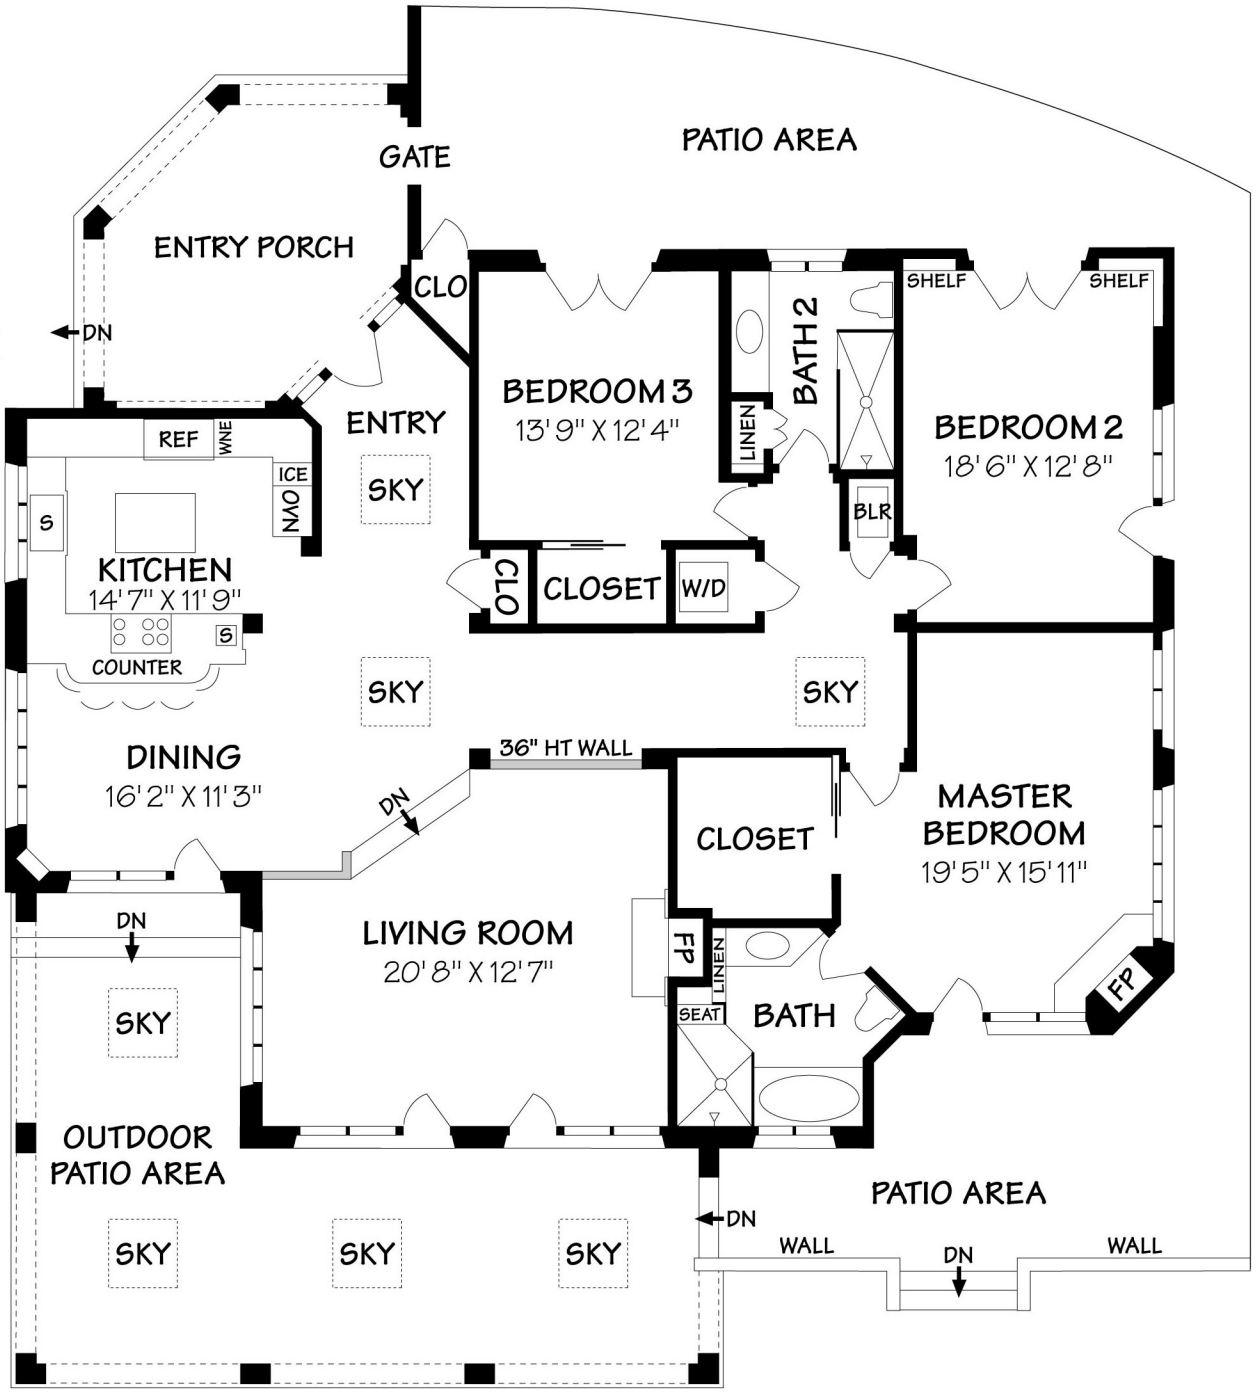 PATIO AREA
GATE
ENTRY PORCH
CLO
SHELF
SHELF
DN
BATH 2
BEDROOM 3
13'9" X 12'4"
LINEN
BEDROOM 2
18'6" X 12'8"
ENTRY
REF
WNE
ICE
OVN
SKY
S
BLR
KITCHEN
14'7" X 11'9"
CLO
CLOSET
W/D
S
COUNTER
SKY
SKY
36" HT WALL
DINING
16'2" X 11'3"
DN
MASTER
BEDROOM
19'5" X 15'11"
CLOSET
LIVING ROOM
20'8" X 12'7"
FP
LINEN
DN
SKY
SEAT
BATH
FP
OUTDOOR
PATIO AREA
PATIO AREA
DN
SKY
SKY
SKY
WALL
DN
WALL